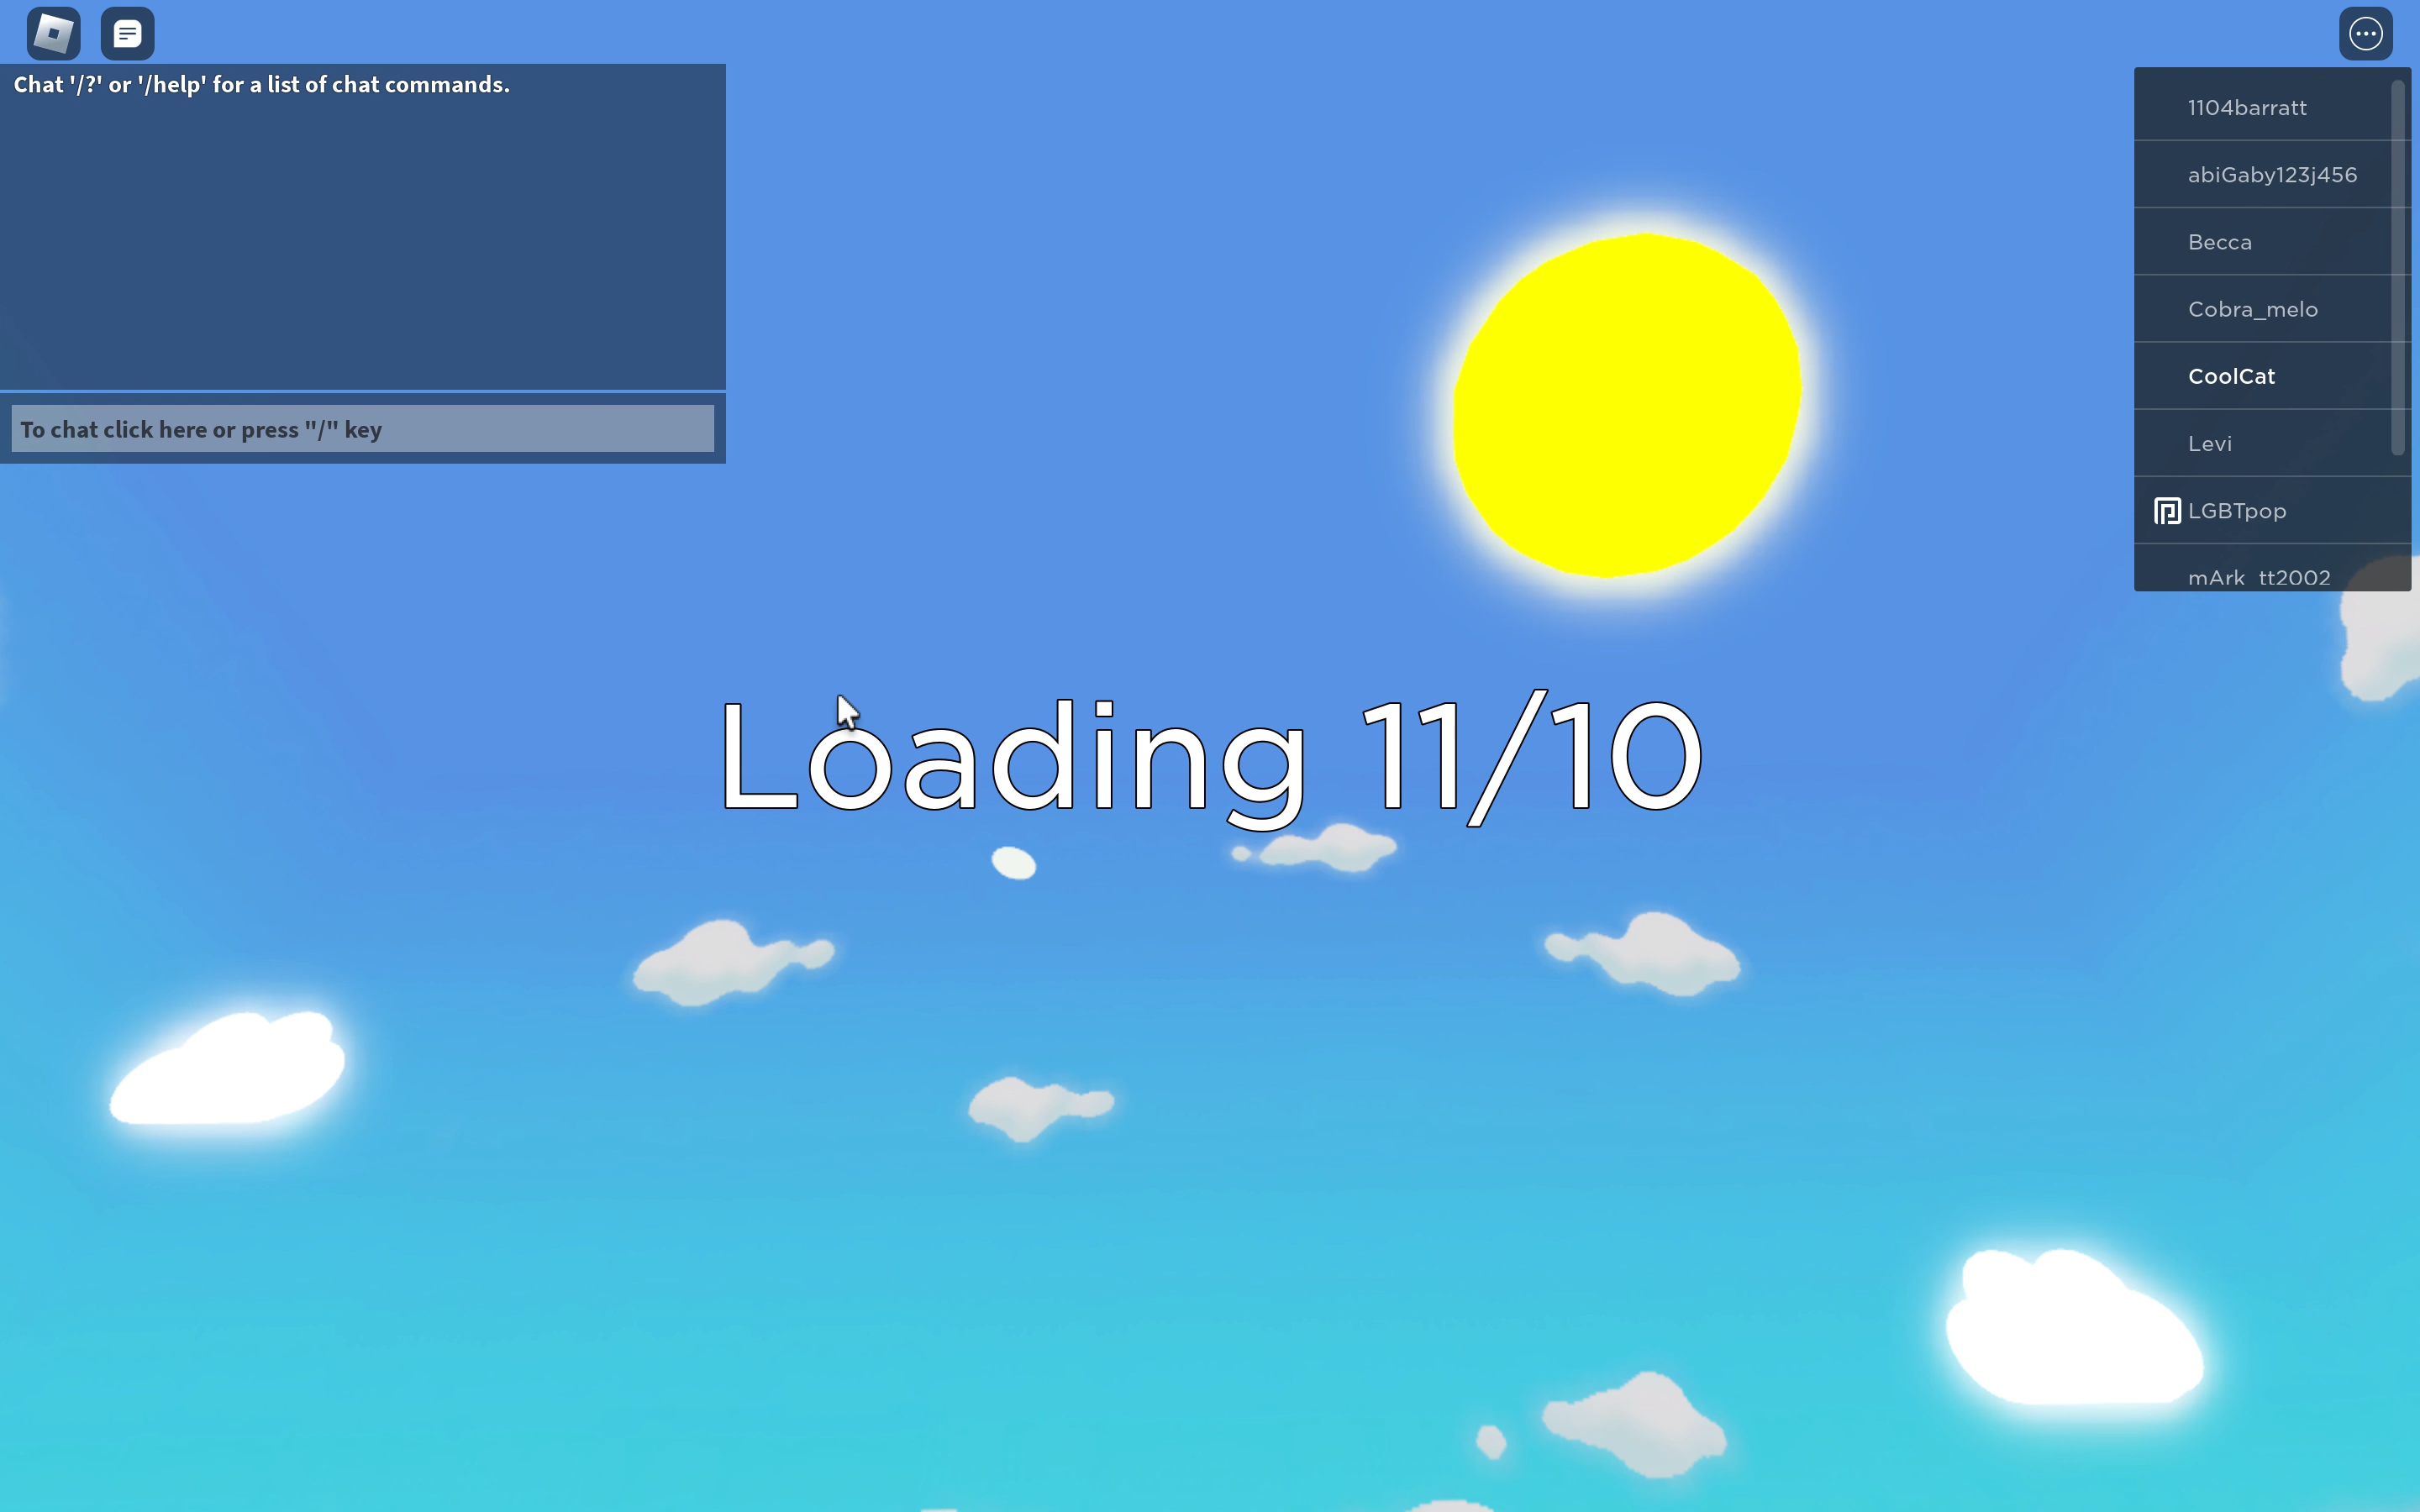 Chat '/?' or '/help' for a list of chat commands.
To chat click here or press "/" key
1104barratt
abiGaby123j456
Becca
Cobra_melo
CoolCat
Levi
LGBTpop
mArk_tt2002
Loading 11/10